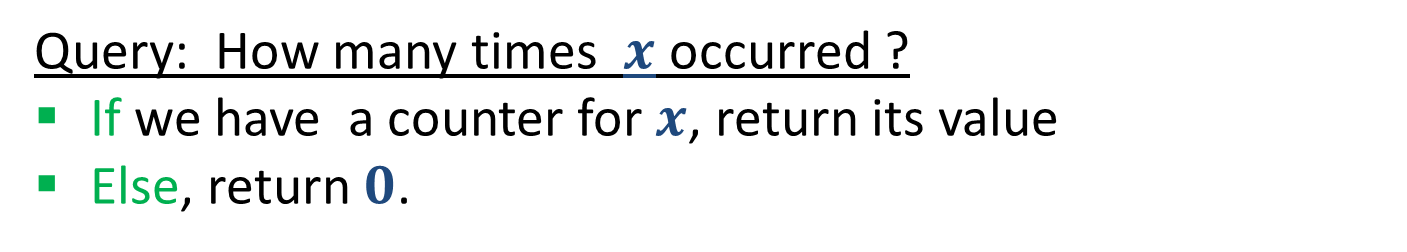 Query: How many times x occurred ?
▪ If we have a counter for x, return its value
▪ Else, return 0.